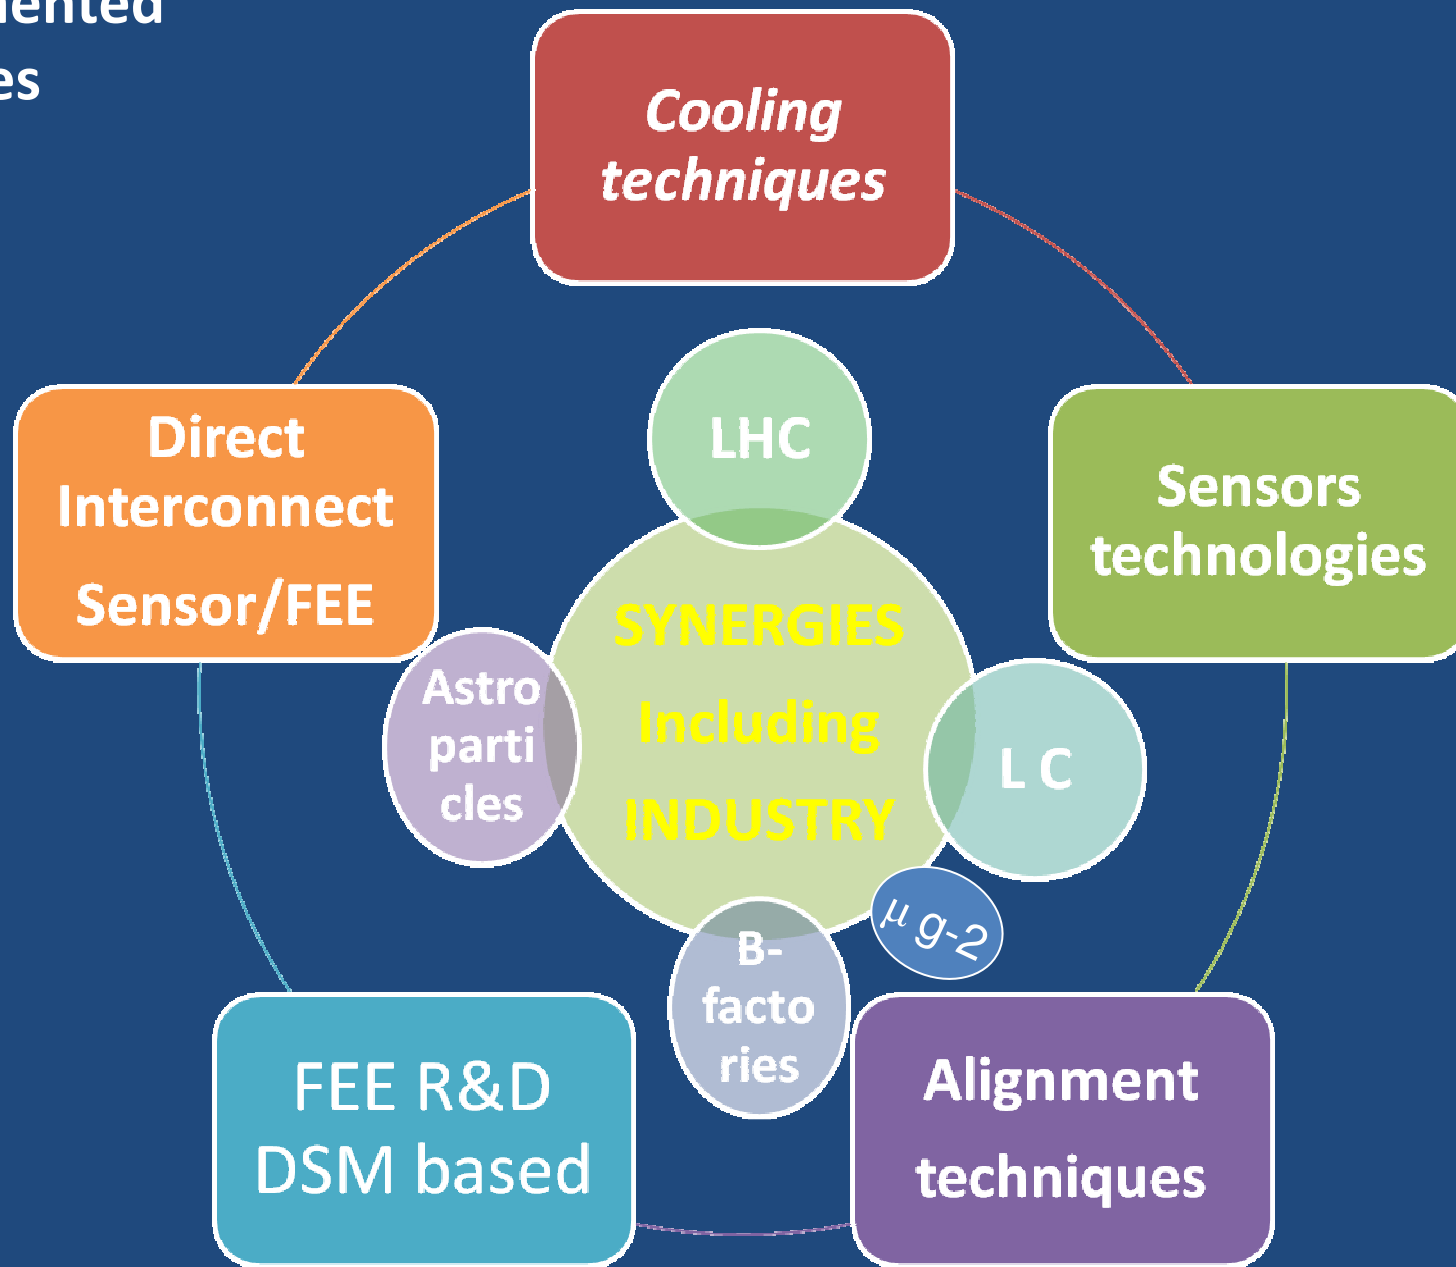 es
Cooling
techniques
Direct
Interconnect
Sensor/FEE
LHC
Sensors
technologies
SYNERGIES
Including
INDUSTRY
Astro
parti
cles
L C
μ g-2
B-
facto
ries
FEE R&D
DSM based
Alignment
techniques